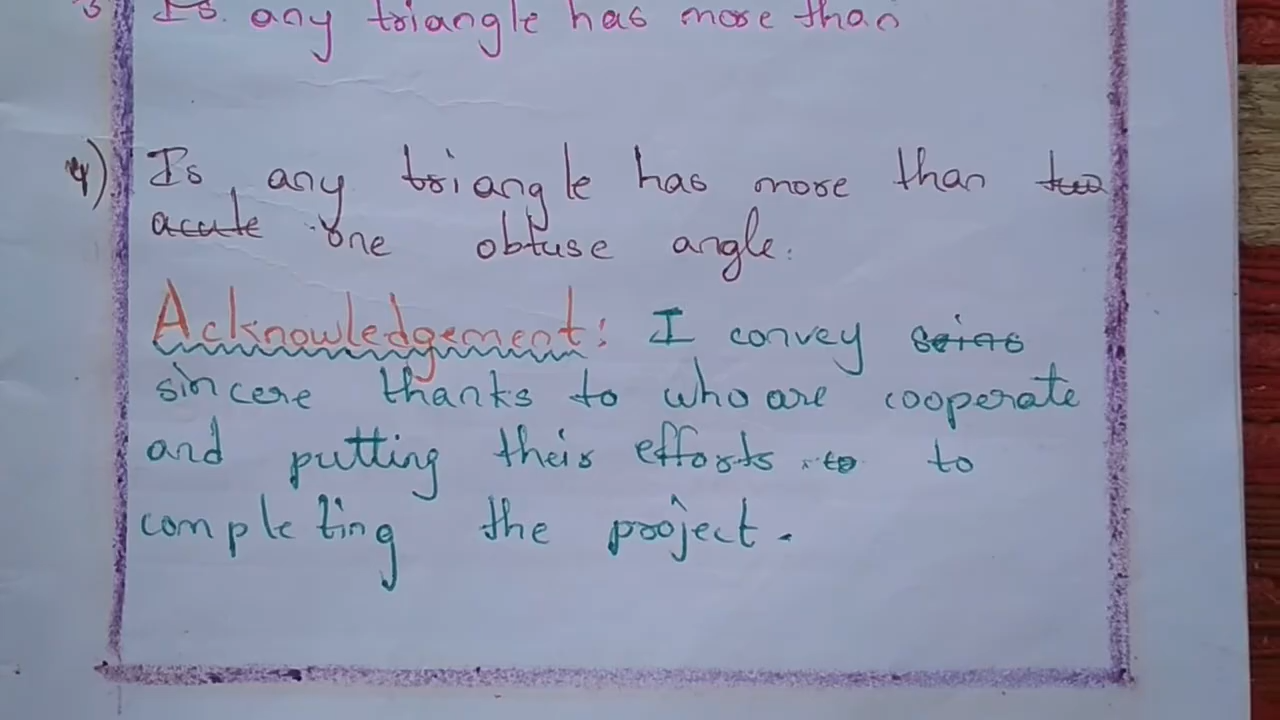 Is any triangle has more than
4) Is any triangle has more than two
acute one obtuse angle.
Acknowledgement: I convey
sincere thanks to who are cooperate
and putting their efforts to to
completing the project.